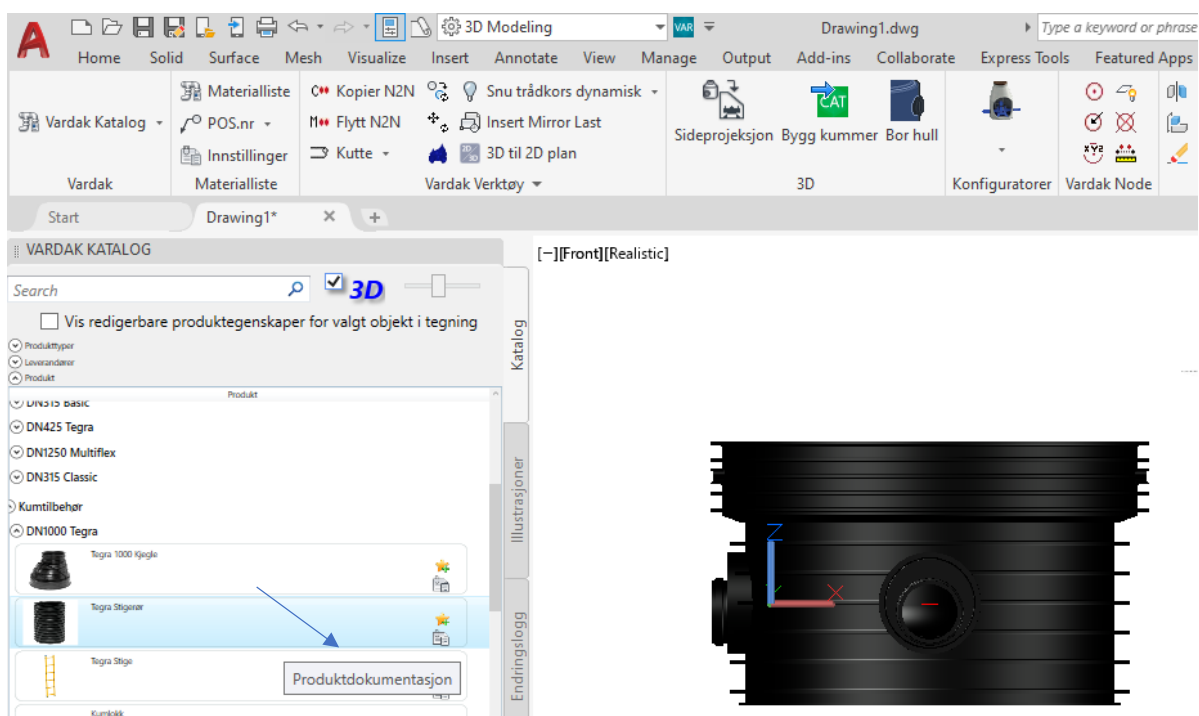 3D Modeling
VAR
Drawing1.dwg
Type a keyword or phrase
Home Solid Surface Mesh Visualize Insert Annotate View Manage Output Add-ins Collaborate Express Tools Featured Apps
Vardak Katalog
Materialliste
POS.nr
Innstillinger
Kopier N2N
Flytt N2N
Kutte
Snu trådkors dynamisk
Insert Mirror Last
3D til 2D plan
Sideprojeksjon
CAT
Bygg kummer
Bor hull
Vardak
Materialliste
Vardak Verktøy
3D
Konfiguratorer
Vardak Node
Start
Drawing1*
VARDAK KATALOG
[−][Front][Realistic]
Search
3D
Vis redigerbare produktegenskaper for valgt objekt i tegning
Produkttyper
Leverandører
Produkt
Produkt
DN315 Basic
DN425 Tegra
DN1250 Multiflex
DN315 Classic
Kumtilbehør
DN1000 Tegra
Tegra 1000 Kjegle
Tegra Stigerør
Tegra Stige
Produktdokumentasjon
Kumlokk
Katalog
Illustrasjoner
Endringslogg
Z
X